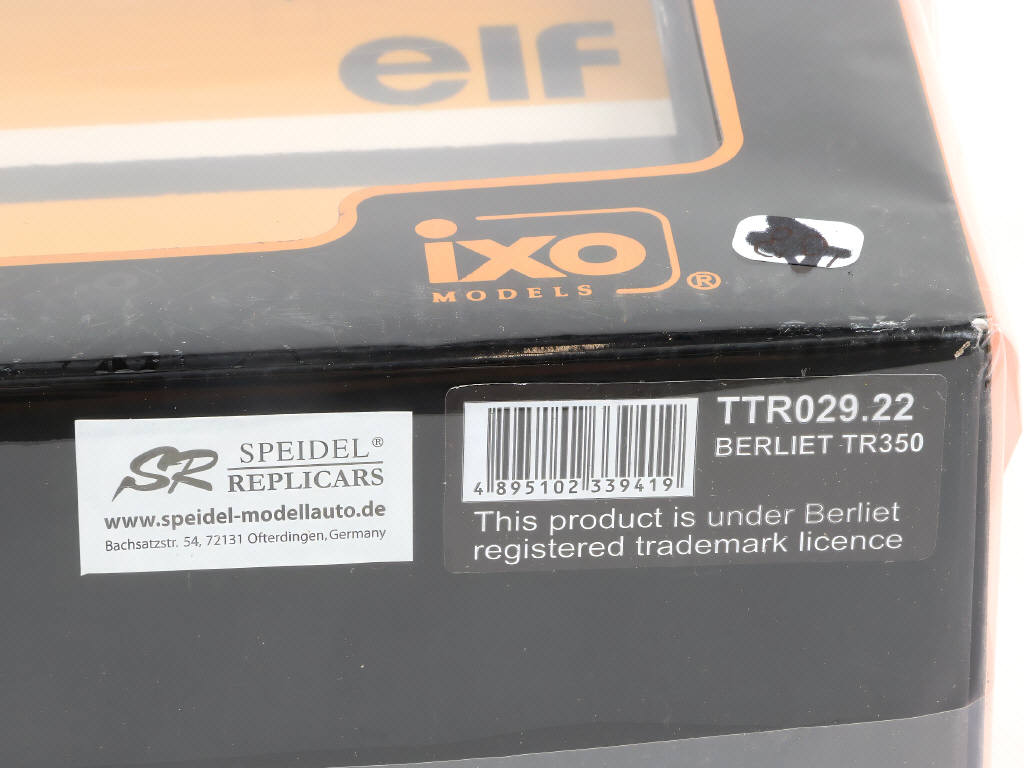 elf
ixo
MODELS ®
SR SPEIDEL®
REPLICARS
www.speidel-modellauto.de
Bachsatzstr. 54, 72131 Ofterdingen, Germany
TTR029.22
BERLIET TR350
4 895102 339419
This product is under Berliet
registered trademark licence